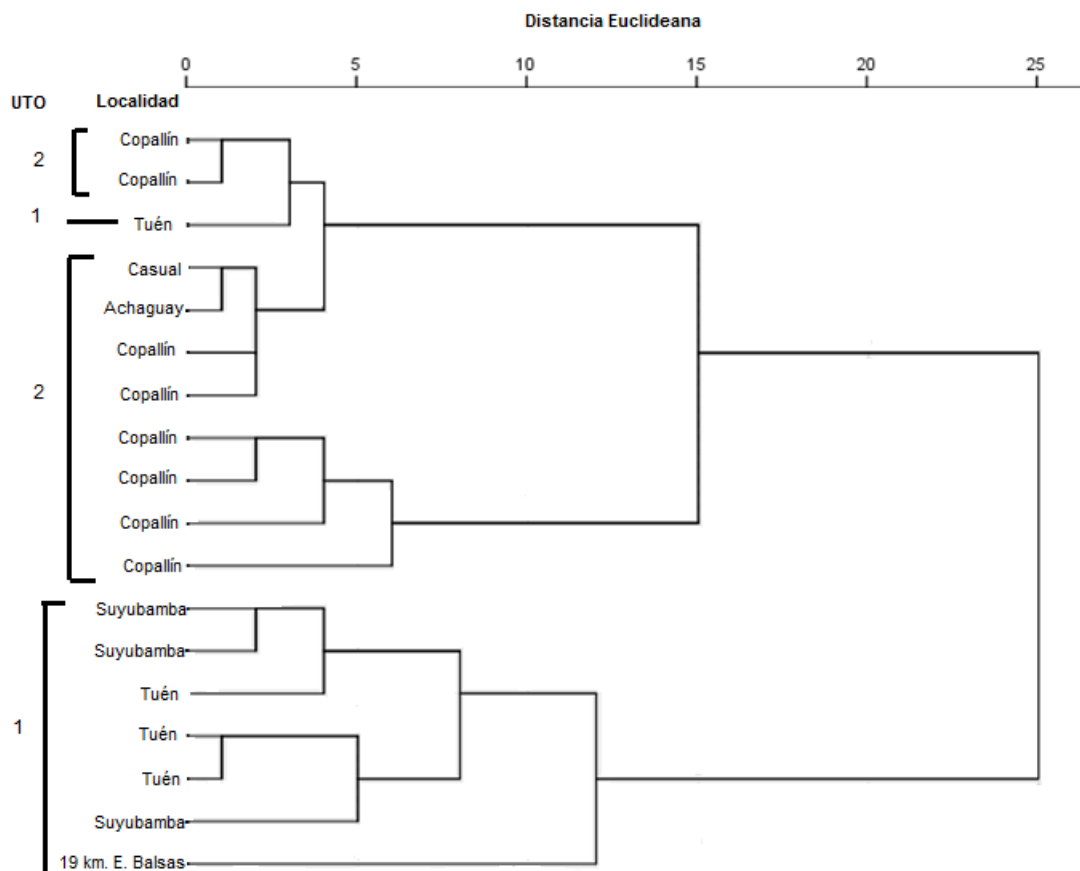 Distancia Euclideana
0 5 10 15 20 25
UTO Localidad
Copallín
2
Copallín
1 Tuén
Casual
Achaguay
Copallín
2
Copallín
Copallín
Copallín
Copallín
Copallín
Suyubamba
Suyubamba
Tuén
1
Tuén
Tuén
Suyubamba
19 km. E. Balsas